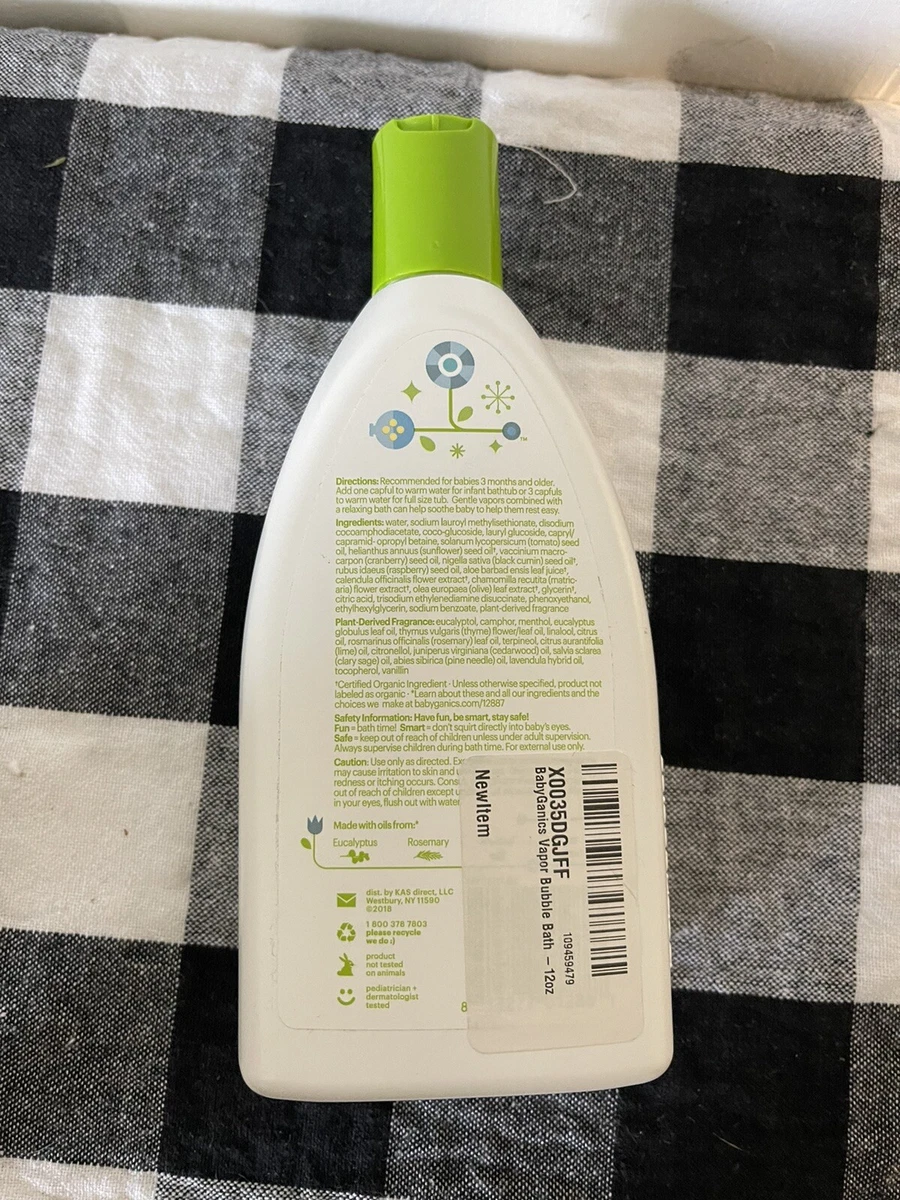 ™
Directions: Recommended for babies 3 months and older.
Add one capful to warm water for infant bathtub or 3 capfuls
to warm water for full size tub. Gentle vapors combined with
a relaxing bath can help soothe baby to help them rest easy.
Ingredients: water, sodium lauroyl methylisethionate, disodium
cocoamphodiacetate, coco-glucoside, lauryl glucoside, capryl/
capramid- opropyl betaine, solanum lycopersicum (tomato) seed
oil, helianthus annuus (sunflower) seed oil†, vaccinium macro-
carpon (cranberry) seed oil, nigella sativa (black cumin) seed oil†,
rubus idaeus (raspberry) seed oil, aloe barbad ensis leaf juice†,
calendula officinalis flower extract†, chamomilla recutita (matric-
aria) flower extract†, olea europaea (olive) leaf extract†, glycerin†,
citric acid, trisodium ethylenediamine disuccinate, phenoxyethanol,
ethylhexylglycerin, sodium benzoate, plant-derived fragrance
Plant-Derived Fragrance: eucalyptol, camphor, menthol, eucalyptus
globulus leaf oil, thymus vulgaris (thyme) flower/leaf oil, linalool, citrus
oil, rosmarinus officinalis (rosemary) leaf oil, terpineol, citrus aurantifolia
(lime) oil, citronellol, juniperus virginiana (cedarwood) oil, salvia sclarea
(clary sage) oil, abies sibirica (pine needle) oil, lavendula hybrid oil,
tocopherol, vanillin
†Certified Organic Ingredient · Unless otherwise specified, product not
labeled as organic · *Learn about these and all our ingredients and the
choices we make at babyganics.com/12887
Safety Information: Have fun, be smart, stay safe!
Fun = bath time! Smart = don't squirt directly into baby's eyes.
Safe = keep out of reach of children unless under adult supervision.
Always supervise children during bath time. For external use only.
Caution: Use only as directed.
may cause irritation to skin and
redness or itching occurs.
out of reach of children except
in your eyes, flush out with water
Made with oils from:*
Eucalyptus Rosemary
dist. by KAS direct, LLC
Westbury, NY 11590
©2018
1 800 376 7803
please recycle
we do :)
product
not tested
on animals
pediatrician +
dermatologist
tested
8
X0035DGJFF
109459479
BabyGanics Vapor Bubble Bath – 12oz
NewItem